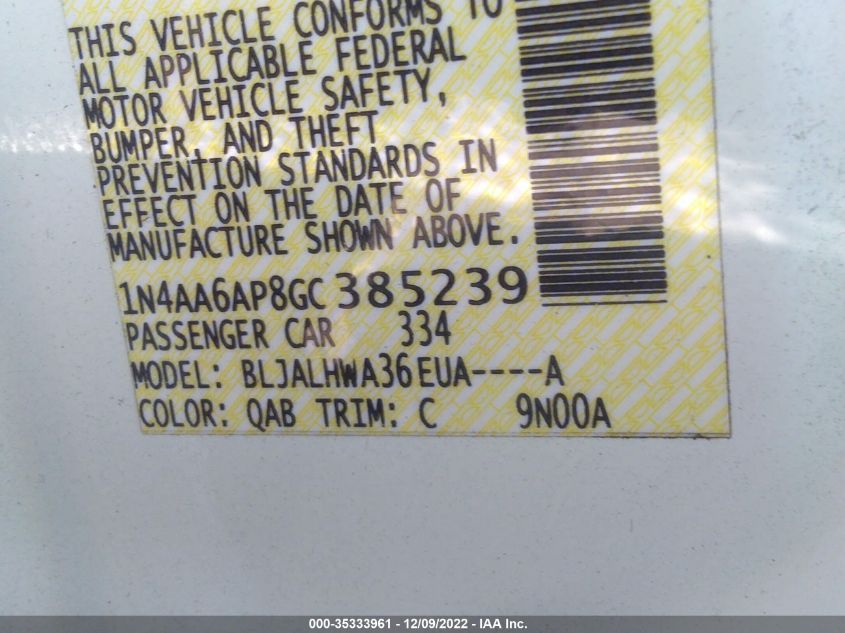 THIS VEHICLE CONFORMS TO
ALL APPLICABLE FEDERAL
MOTOR VEHICLE SAFETY,
BUMPER, AND THEFT
PREVENTION STANDARDS IN
EFFECT ON THE DATE OF
MANUFACTURE SHOWN ABOVE.
1N4AA6AP8GC385239
PASSENGER CAR 334
MODEL: BLJALHWA36EUA----A
COLOR: QAB TRIM: C 9N00A
000-35333961 - 12/09/2022 - IAA Inc.